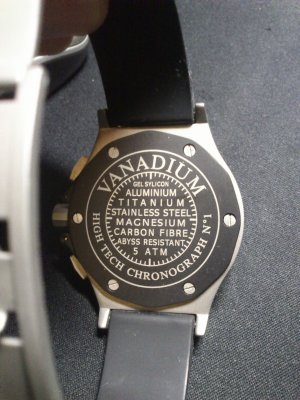 VANADIUM
GEL SYLICON
ALUMINIUM
TITANIUM
STAINLESS STEEL
MAGNESIUM
CARBON FIBRE
ABYSS RESISTANT
5 ATM
HIGH TECH CHRONOGRAPH N°1